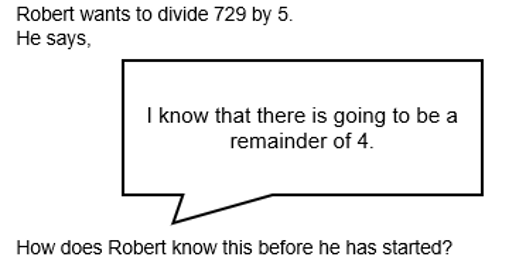 Robert wants to divide 729 by 5.
He says,
I know that there is going to be a
remainder of 4.
How does Robert know this before he has started?